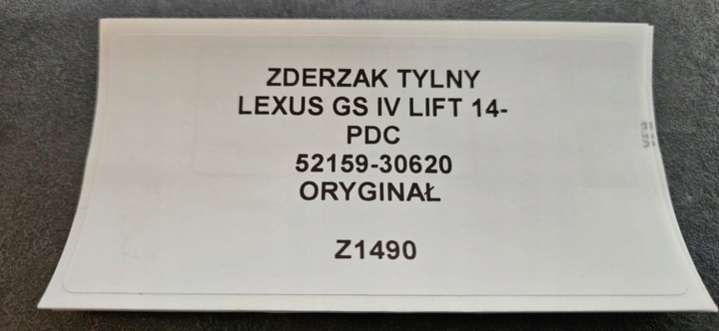 ZDERZAK TYLNY
LEXUS GS IV LIFT 14-
PDC
52159-30620
ORYGINAŁ
Z1490